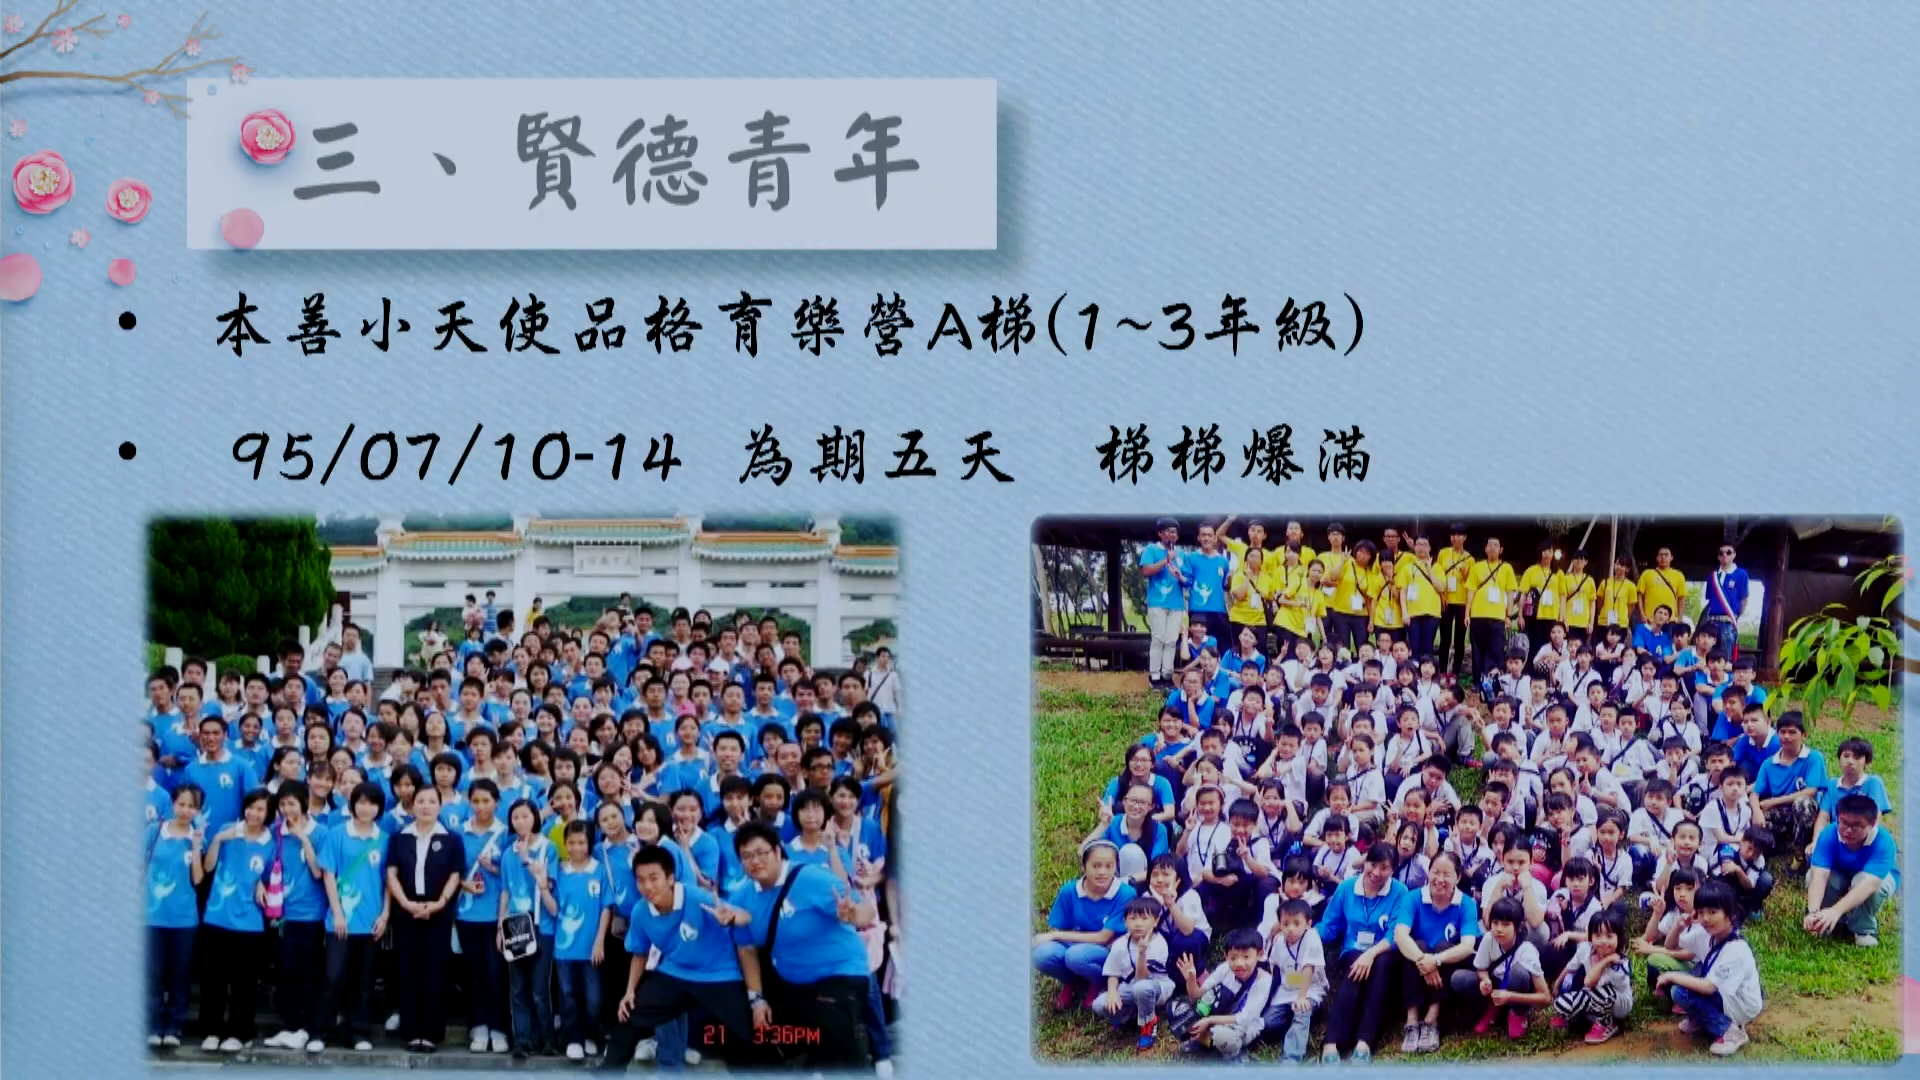 三、賢德青年
• 本善小天使品格育樂營A梯(1~3年級)
• 95/07/10-14 為期五天 梯梯爆滿
21 3:36PM